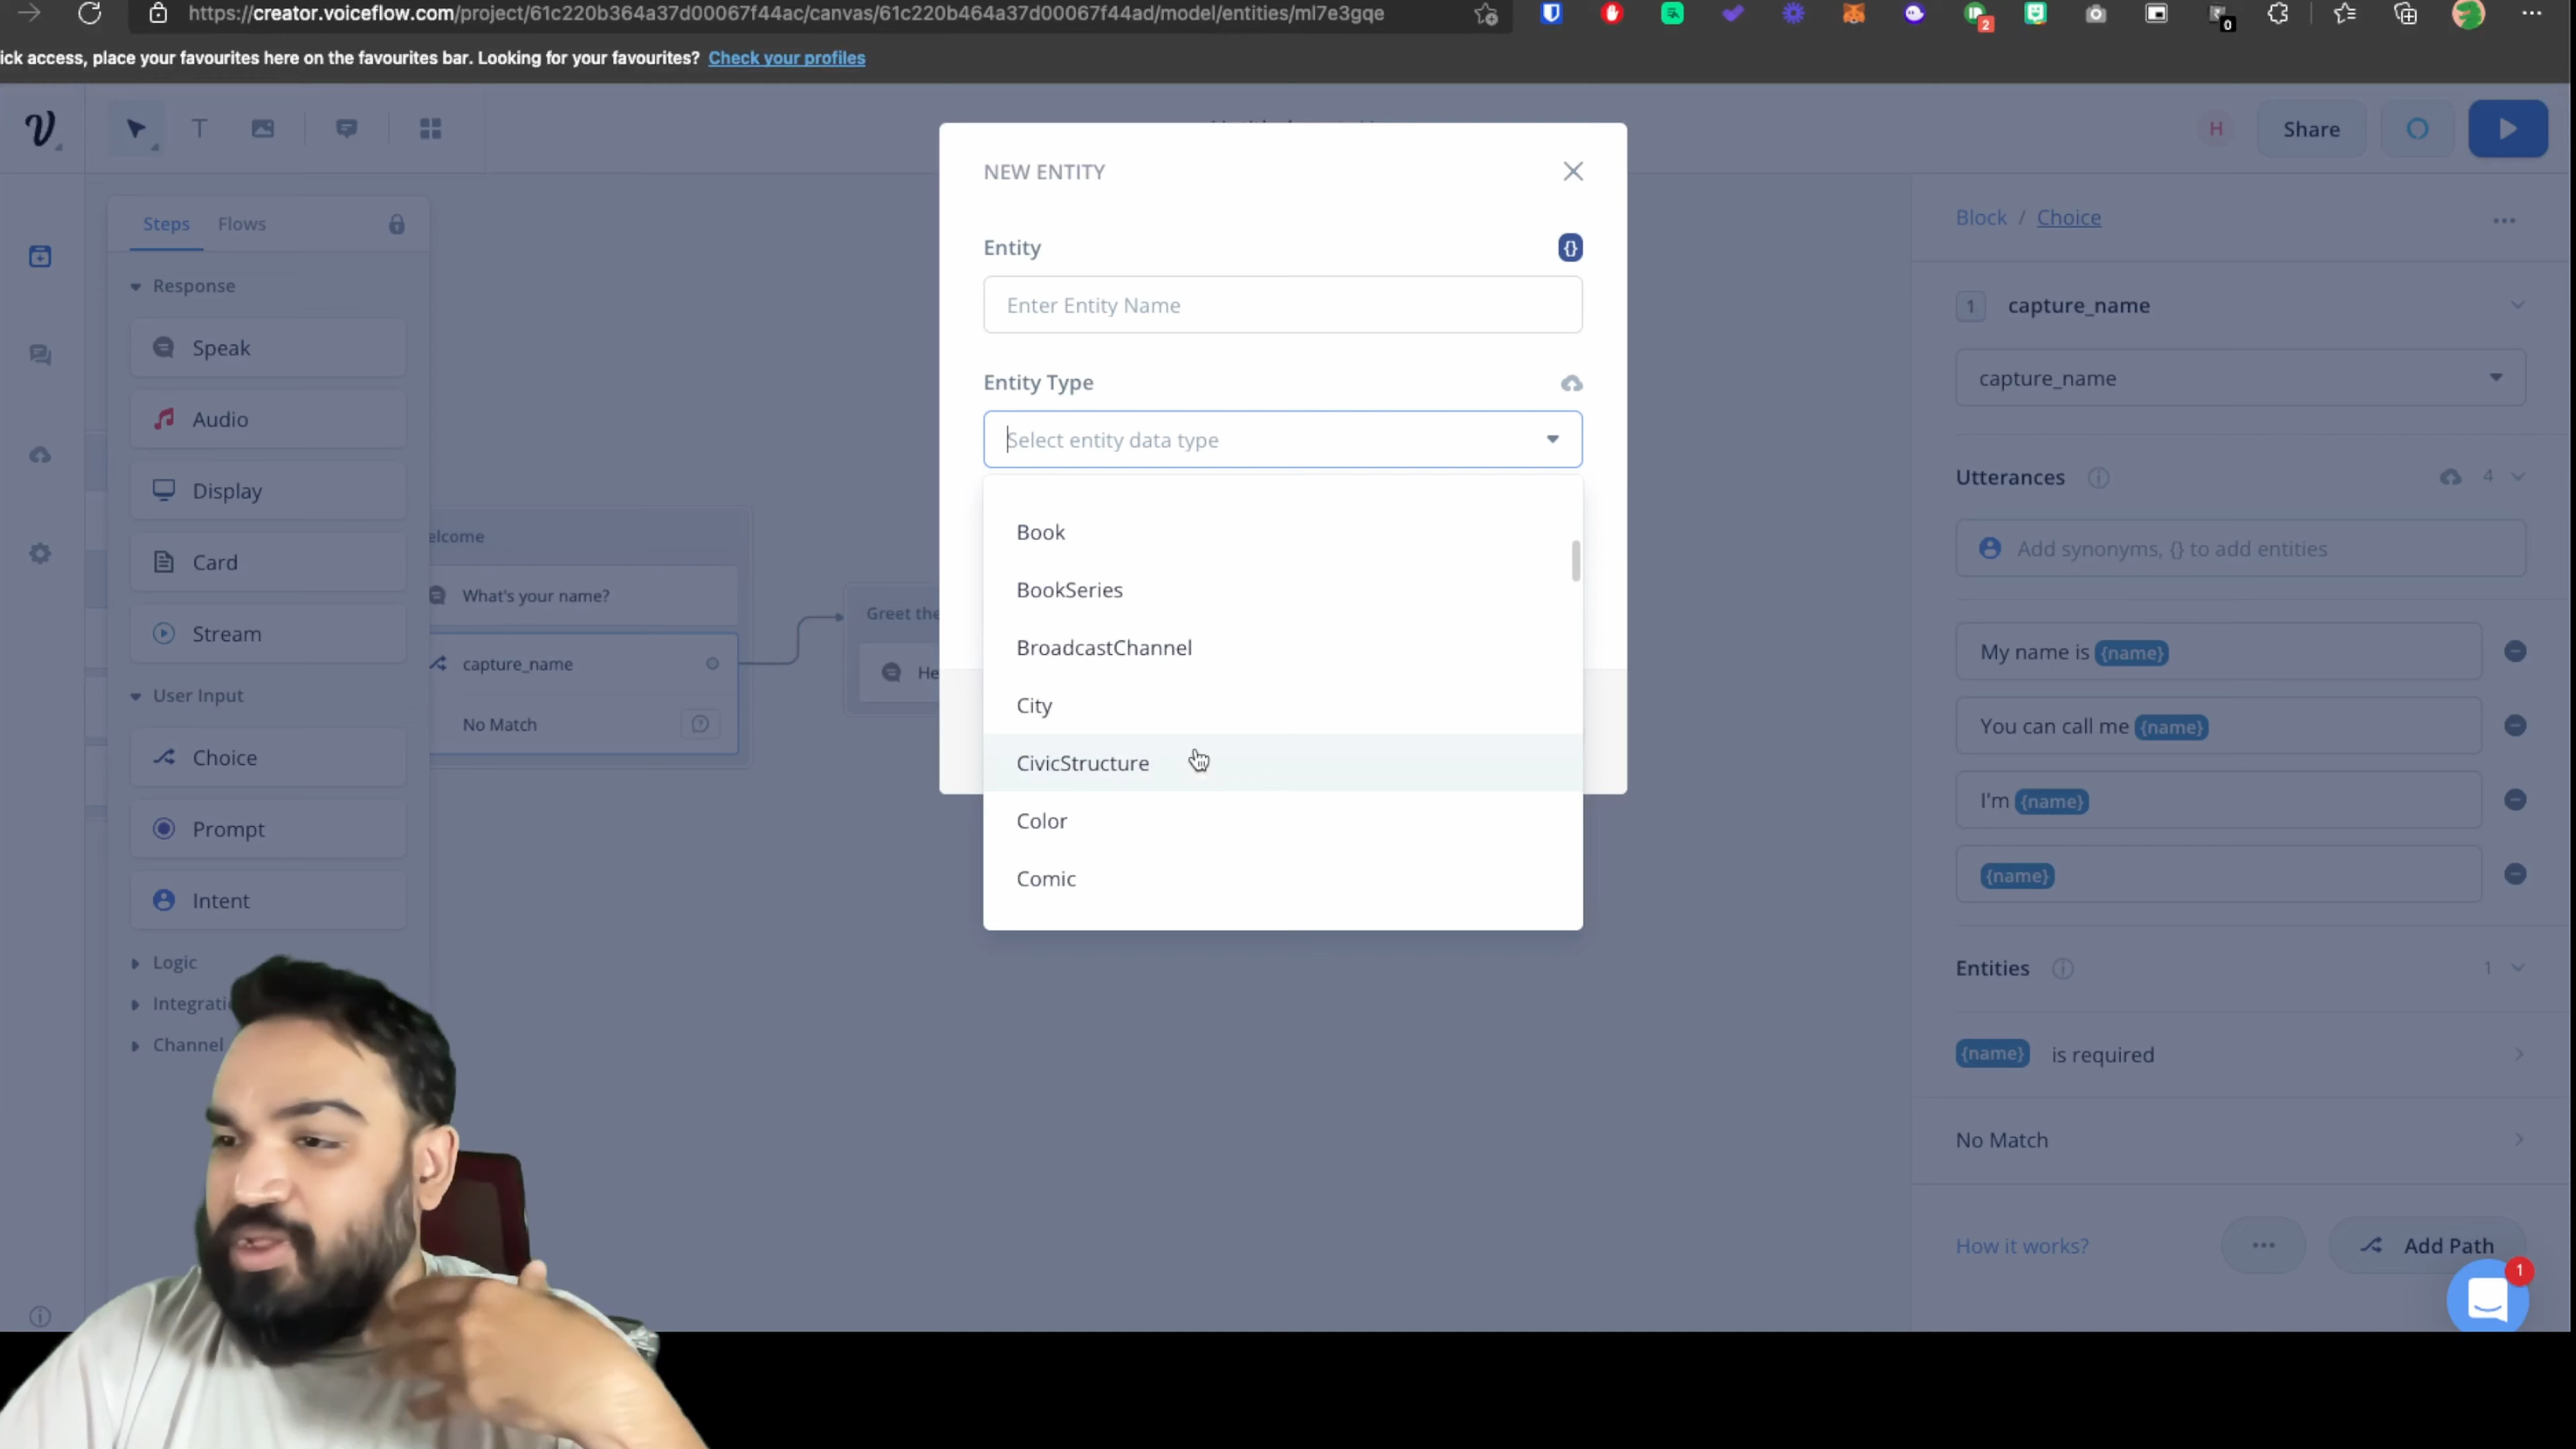 https://creator.voiceflow.com/project/61c220b364a37d00067f44ac/canvas/61c220b464a37d00067f44ad/model/entities/ml7e3gqe
2
0
ick access, place your favourites here on the favourites bar. Looking for your favourites? Check your profiles
T
H
Share
Steps
Flows
Response
Speak
Audio
Display
Card
Stream
User Input
Choice
Prompt
Intent
Logic
Integrati
Channel
elcome
What's your name?
capture_name
No Match
Greet the
He
NEW ENTITY
Entity
{}
Enter Entity Name
Entity Type
Select entity data type
Book
BookSeries
BroadcastChannel
City
CivicStructure
Color
Comic
Block / Choice
1 capture_name
capture_name
Utterances
4
Add synonyms, {} to add entities
My name is {name}
You can call me {name}
I'm {name}
{name}
Entities
1
{name} is required
No Match
How it works?
Add Path
1